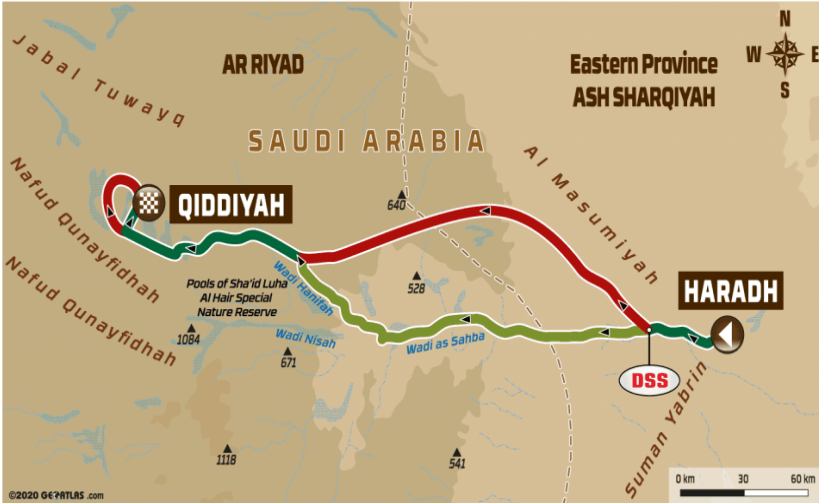 N
W E
S
Jabal Tuwayq
AR RIYAD
Eastern Province
ASH SHARQIYAH
SAUDI ARABIA
Al Masumiyah
Nafud Qunayfidhah
QIDDIYAH
640
Nafud Qunayfidhah
Pools of Sha'id Luha
Al Hair Special
Nature Reserve
Wadi Hanifah
528
HARADH
1084
Wadi Nisah
Wadi as Sahba
671
DSS
Suman Yabrin
1118
541
0 km 30 60 km
©2020 GEOATLAS.com